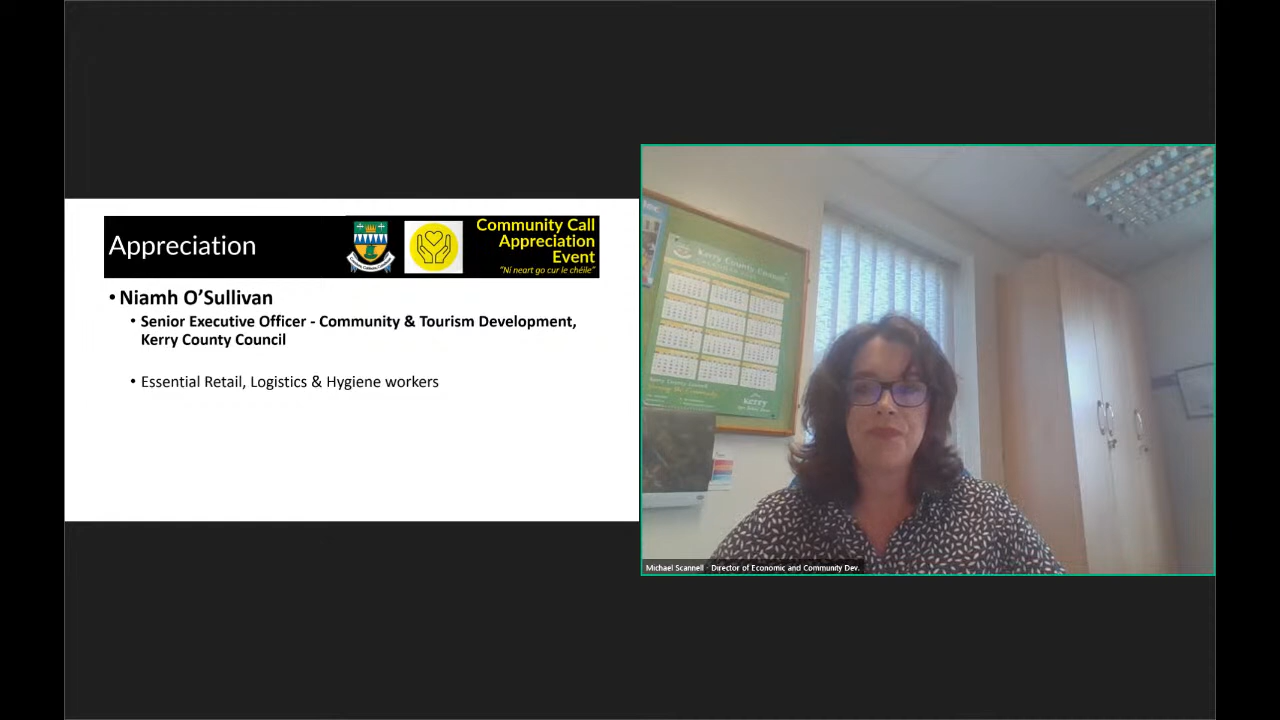 Appreciation
Community Call
Appreciation
Event
"Ní neart go cur le chéile"
• Niamh O'Sullivan
• Senior Executive Officer - Community & Tourism Development,
Kerry County Council
• Essential Retail, Logistics & Hygiene workers
Kerry County Council
kerry
Michael Scannell - Director of Economic and Community Dev.